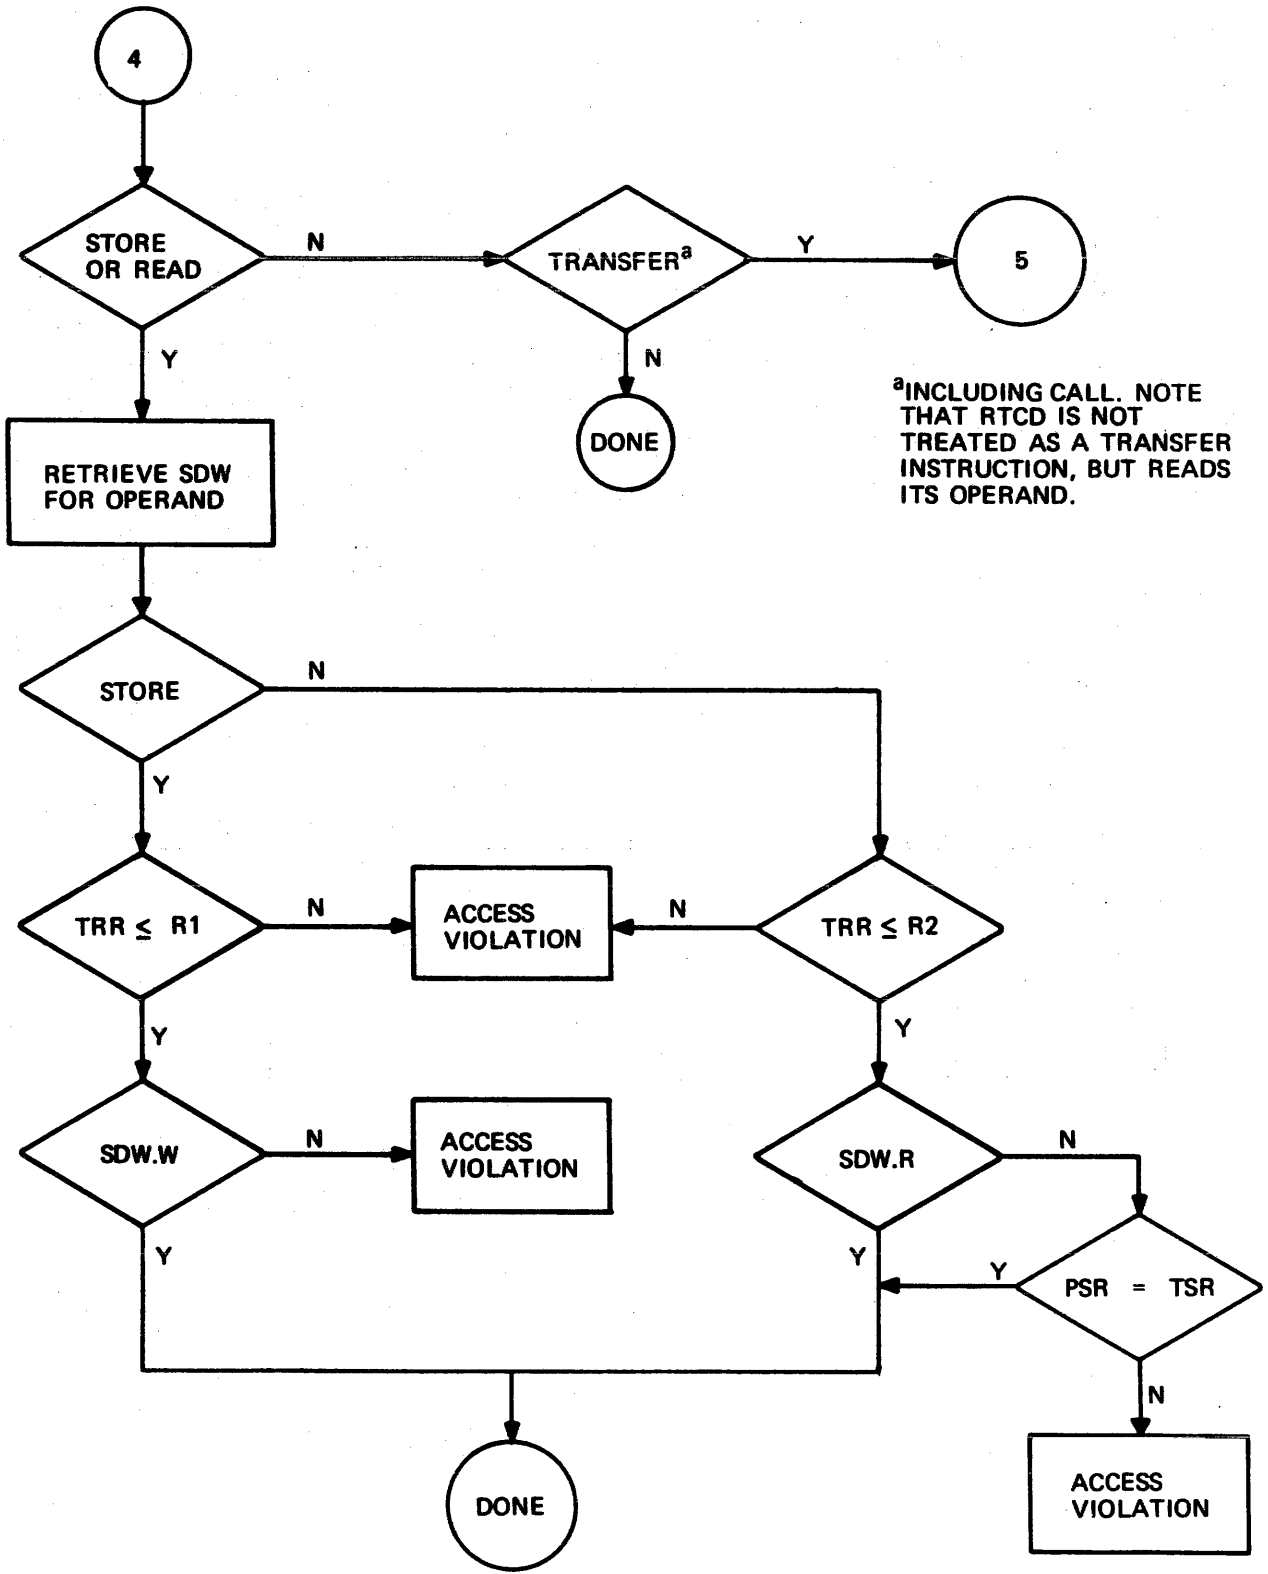 4
STORE
OR READ
N
TRANSFERᵃ
Y
5
Y
N
DONE
ᵃINCLUDING CALL. NOTE
THAT RTCD IS NOT
TREATED AS A TRANSFER
INSTRUCTION, BUT READS
ITS OPERAND.
RETRIEVE SDW
FOR OPERAND
STORE
N
Y
TRR ≤ R1
N
ACCESS
VIOLATION
N
TRR ≤ R2
Y
Y
SDW.W
N
ACCESS
VIOLATION
SDW.R
N
Y
Y
Y
PSR = TSR
N
DONE
ACCESS
VIOLATION